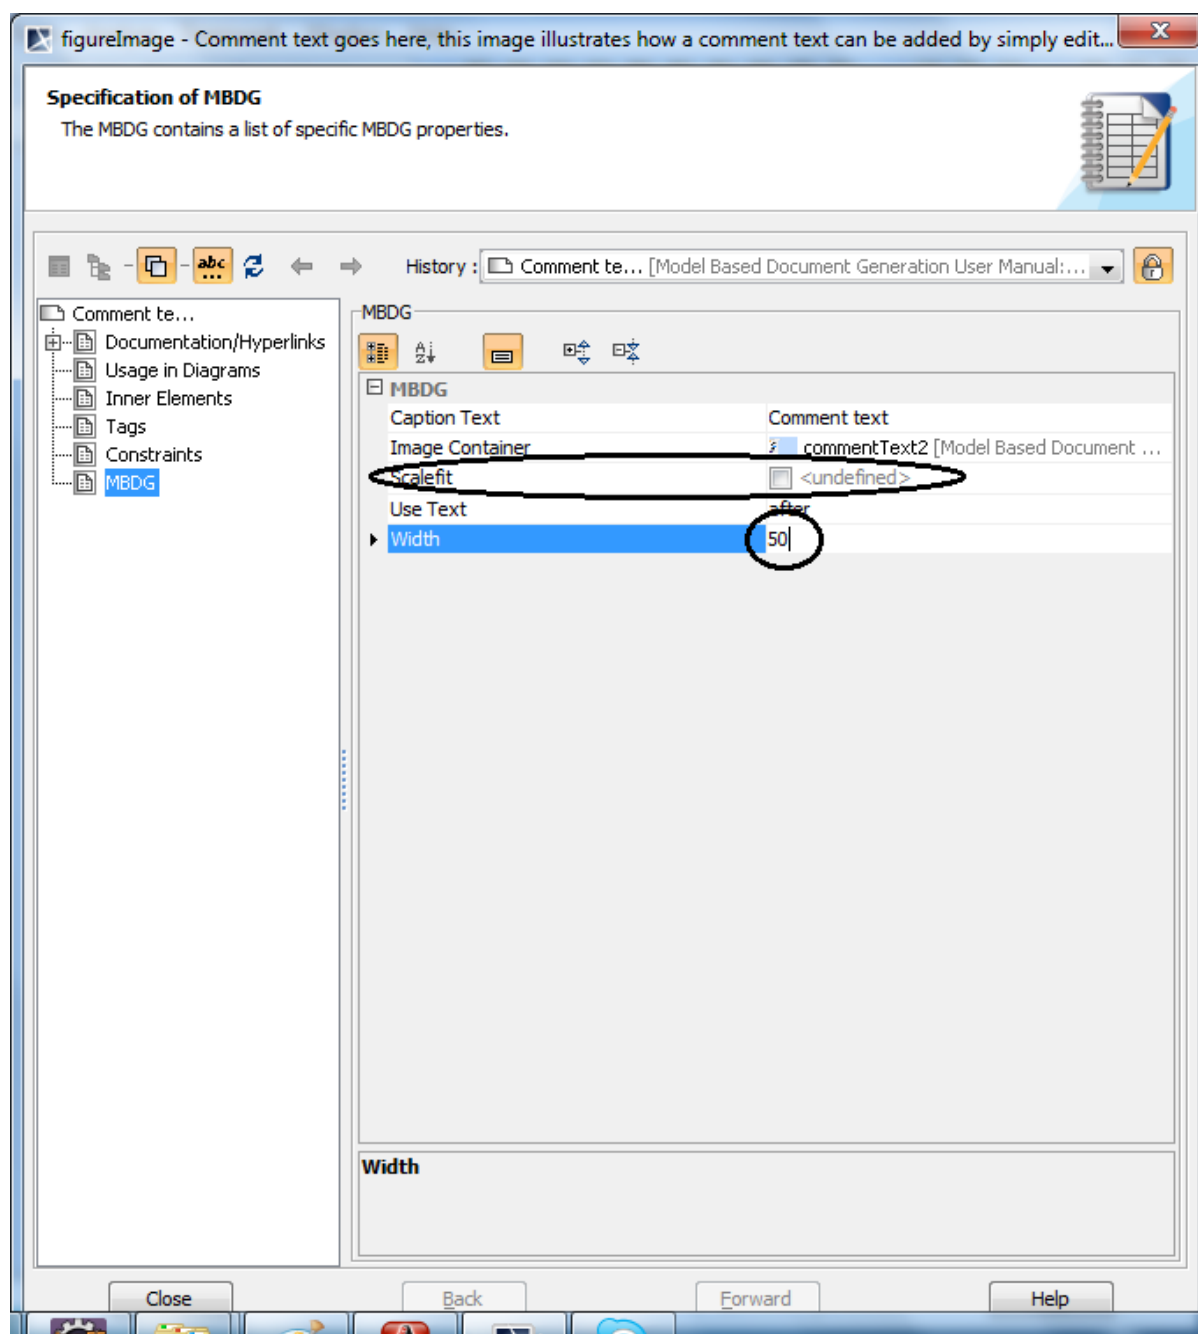 figureImage - Comment text goes here, this image illustrates how a comment text can be added by simply edit...
X
Specification of MBDG
The MBDG contains a list of specific MBDG properties.
abc...
History : Comment te... [Model Based Document Generation User Manual:...
Comment te...
Documentation/Hyperlinks
Usage in Diagrams
Inner Elements
Tags
Constraints
MBDG
MBDG
MBDG
Caption Text Comment text
Image Container commentText2 [Model Based Document ...
Scalefit <undefined>
Use Text after
Width 50
Width
Close Back Forward Help